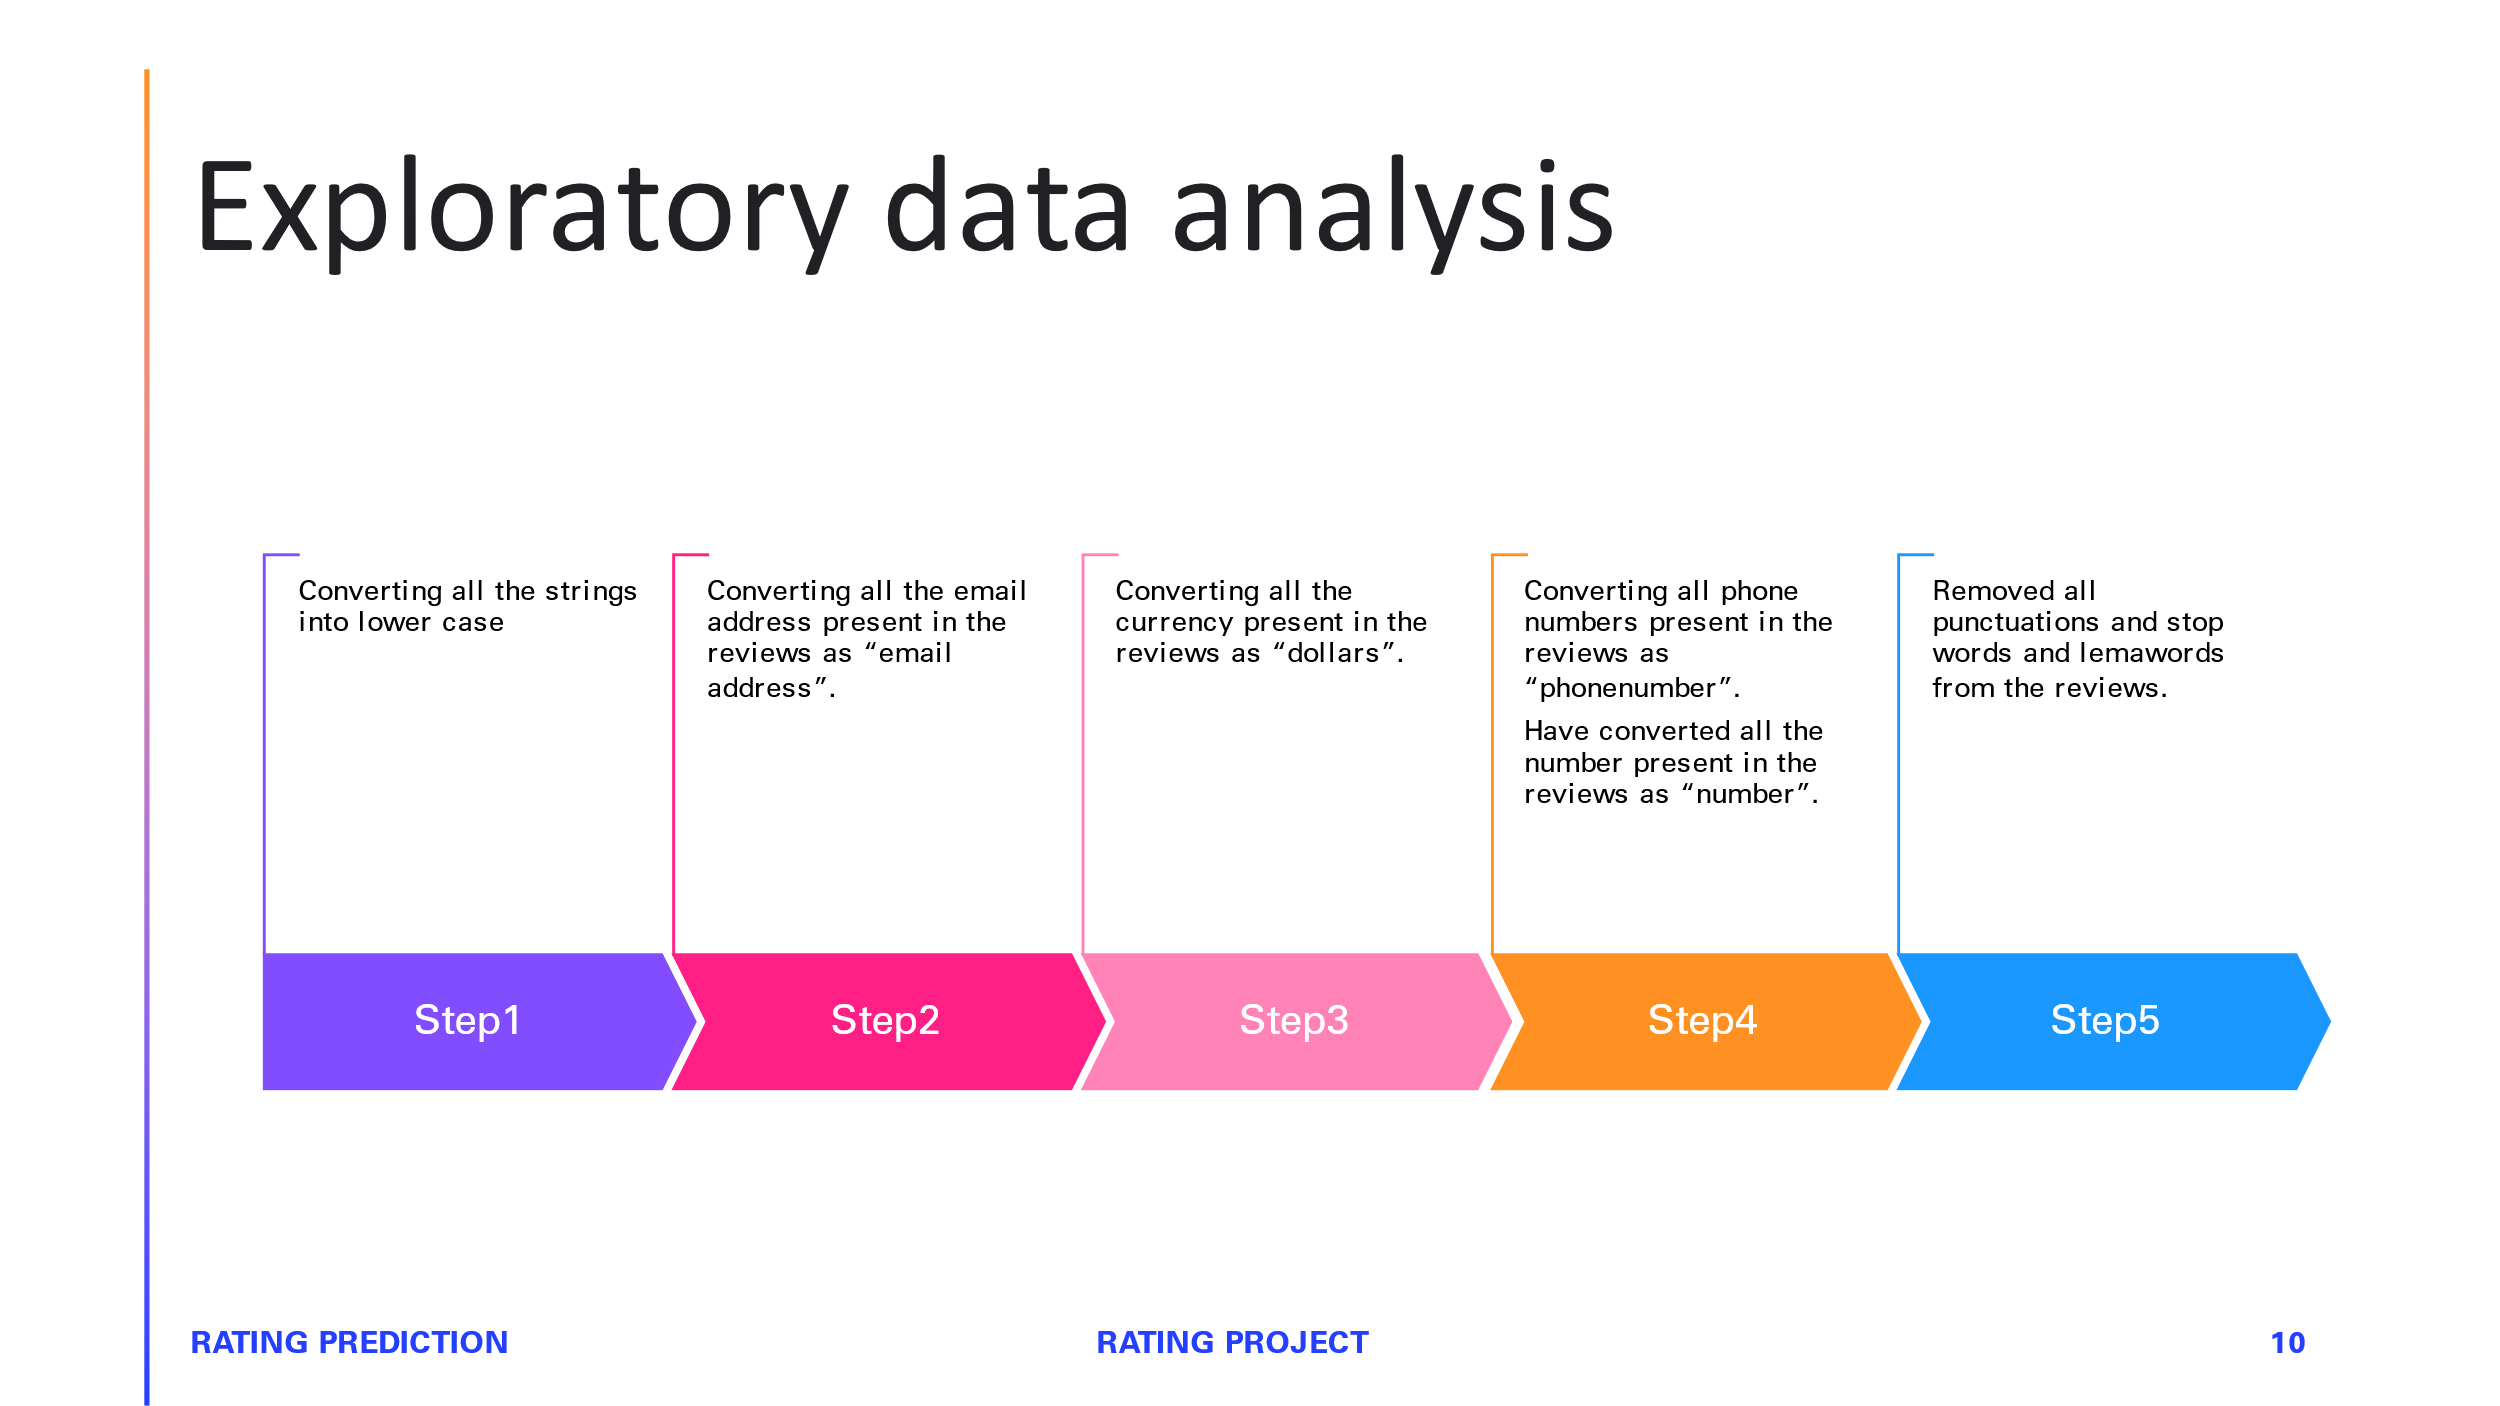 Exploratory data analysis
Converting all the strings
into lower case
Converting all the email
address present in the
reviews as “email
address”.
Converting all the
currency present in the
reviews as “dollars”.
Converting all phone
numbers present in the
reviews as
“phonenumber”.
Have converted all the
number present in the
reviews as “number”.
Removed all
punctuations and stop
words and lemawords
from the reviews.
Step1
Step2
Step3
Step4
Step5
RATING PREDICTION
RATING PROJECT
10